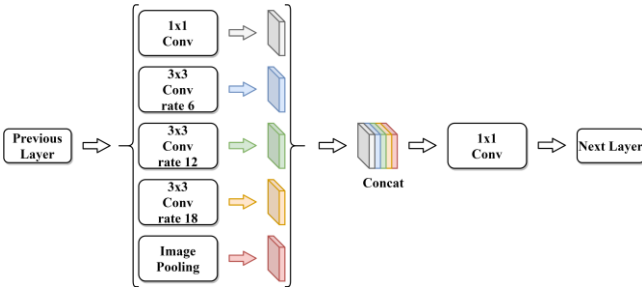 Previous
Layer
1x1
Conv
3x3
Conv
rate 6
3x3
Conv
rate 12
3x3
Conv
rate 18
Image
Pooling
Concat
1x1
Conv
Next Layer